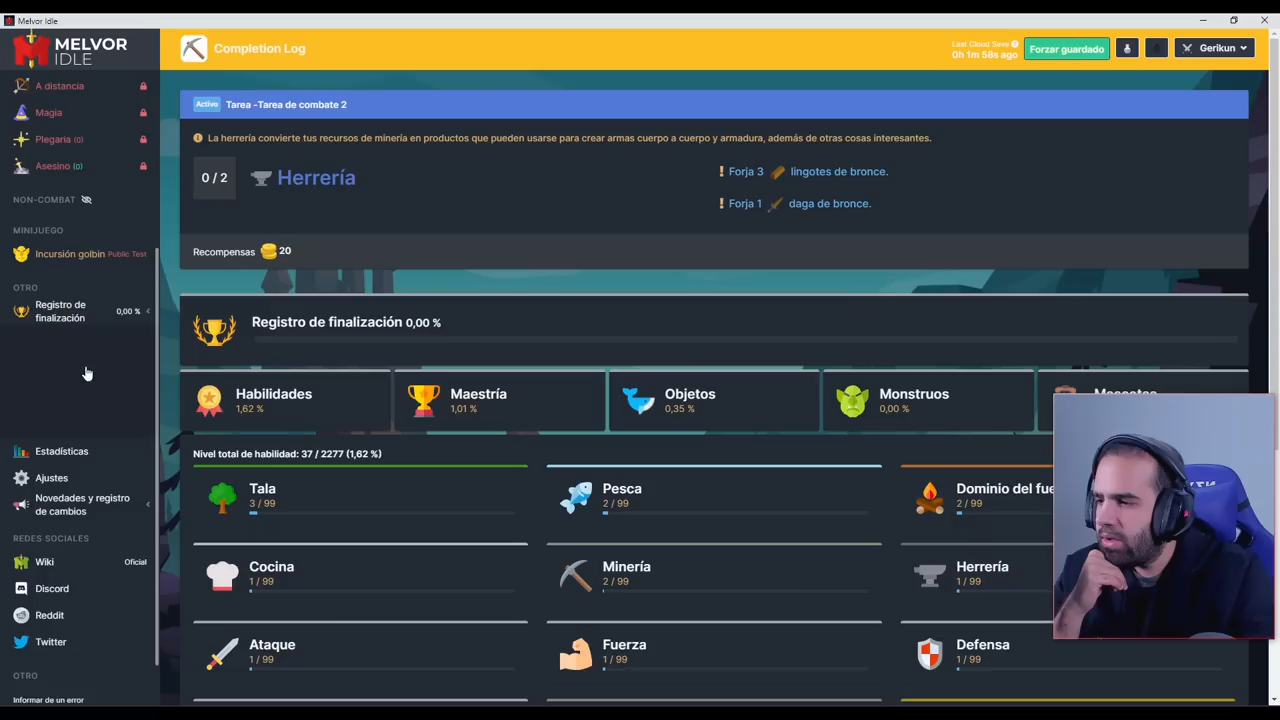 Melvor Idle
MELVOR
IDLE
Completion Log
Last Cloud Save
0h 1m 58s ago
Forzar guardado
Gerikun
A distancia
Magia
Plegaria (0)
Asesino (0)
NON-COMBAT
MINIJUEGO
Incursión golbin Public Test
OTRO
Registro de
finalización
0,00 %
Estadísticas
Ajustes
Novedades y registro
de cambios
REDES SOCIALES
Wiki
Oficial
Discord
Reddit
Twitter
OTRO
Informar de un error
Activo Tarea -Tarea de combate 2
La herrería convierte tus recursos de minería en productos que pueden usarse para crear armas cuerpo a cuerpo y armadura, además de otras cosas interesantes.
0 / 2
Herrería
! Forja 3 lingotes de bronce.
! Forja 1 daga de bronce.
Recompensas 20
Registro de finalización 0,00 %
Habilidades
1,62 %
Maestría
1,01 %
Objetos
0,35 %
Monstruos
0,00 %
Nivel total de habilidad: 37 / 2277 (1,62 %)
Tala
3 / 99
Pesca
2 / 99
Dominio del fue
2 / 99
Cocina
1 / 99
Minería
2 / 99
Herrería
1 / 99
Ataque
1 / 99
Fuerza
1 / 99
Defensa
1 / 99